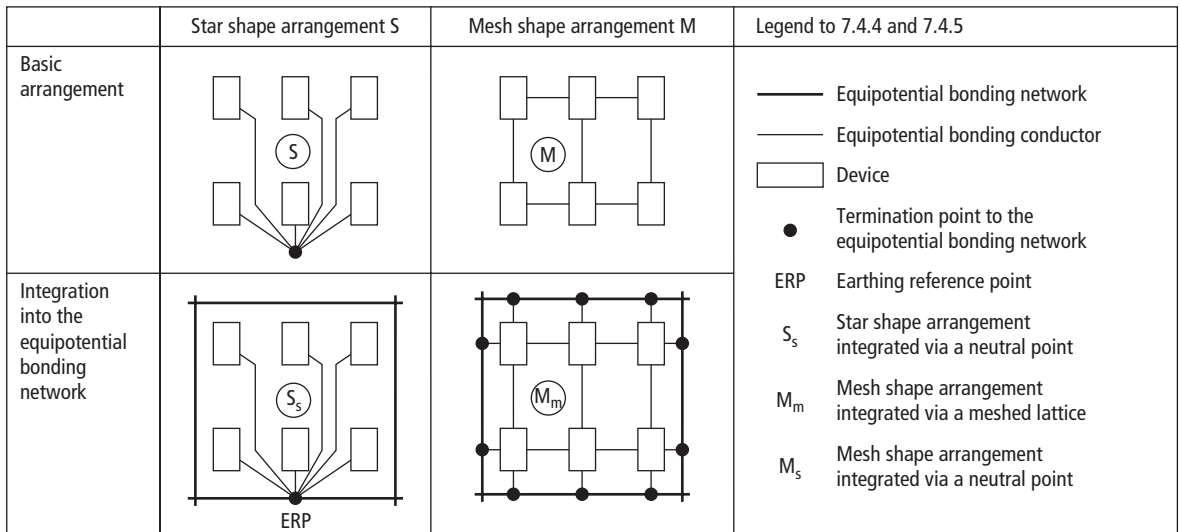 Star shape arrangement S
Mesh shape arrangement M
Legend to 7.4.4 and 7.4.5
Basic
arrangement
S
M
Equipotential bonding network
Equipotential bonding conductor
Device
Termination point to the
equipotential bonding network
ERP Earthing reference point
Ss Star shape arrangement
integrated via a neutral point
Mm Mesh shape arrangement
integrated via a meshed lattice
Ms Mesh shape arrangement
integrated via a neutral point
Integration
into the
equipotential
bonding
network
Ss
ERP
Mm